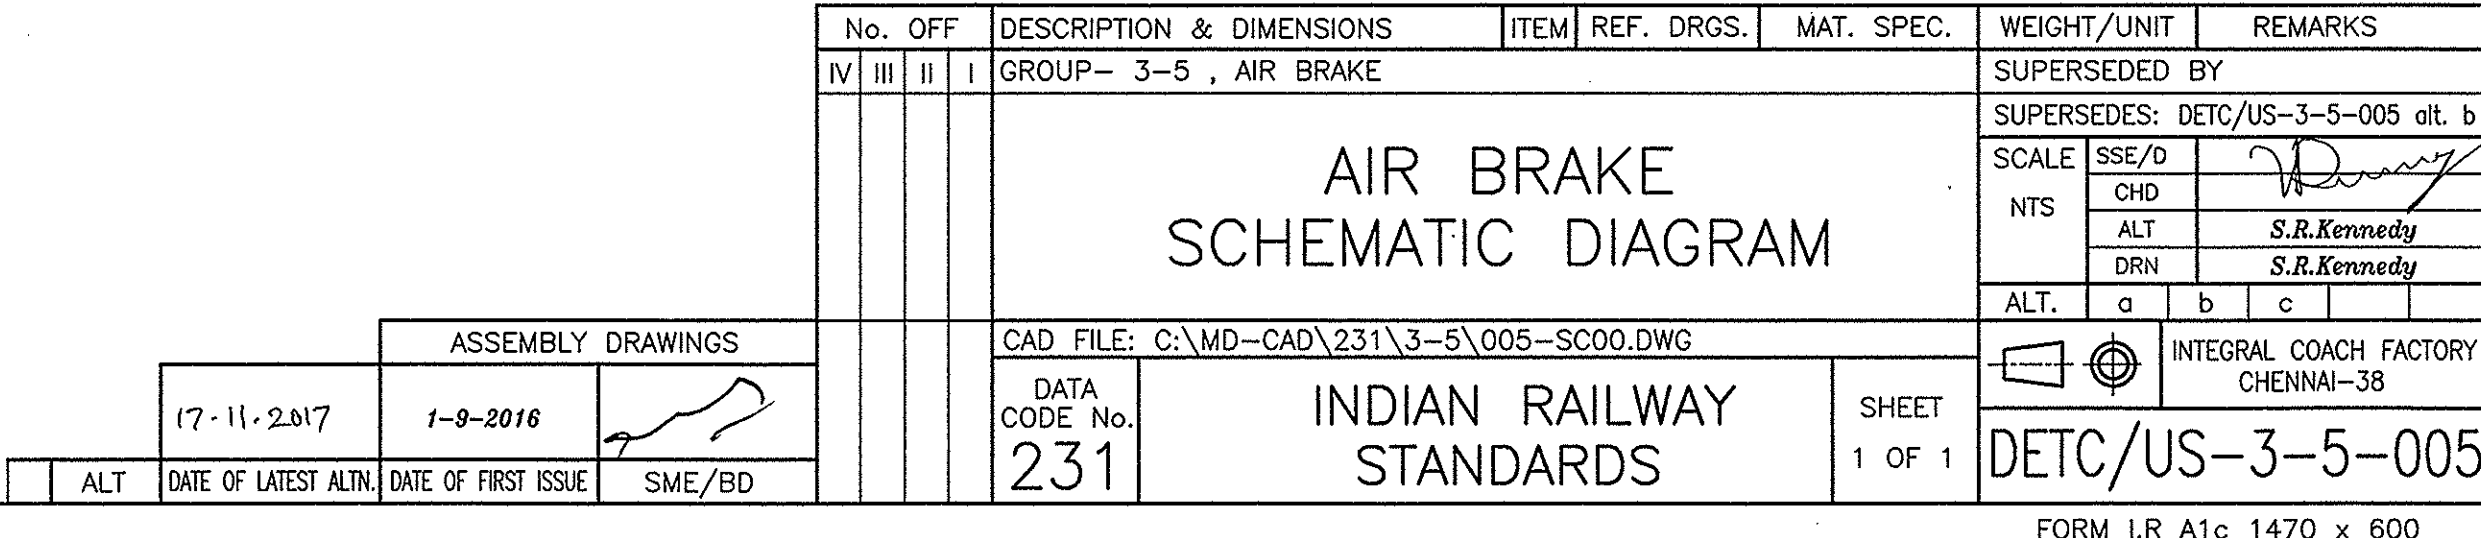 No. OFF DESCRIPTION & DIMENSIONS ITEM REF. DRGS. MAT. SPEC. WEIGHT/UNIT REMARKS
IV III II I GROUP- 3-5 , AIR BRAKE SUPERSEDED BY
SUPERSEDES: DETC/US-3-5-005 alt. b
AIR BRAKE
SCHEMATIC DIAGRAM
SCALE
NTS
SSE/D
CHD
ALT S.R.Kennedy
DRN S.R.Kennedy
ALT. a b c
ASSEMBLY DRAWINGS
CAD FILE: C:\MD-CAD\231\3-5\005-SC00.DWG
INTEGRAL COACH FACTORY
CHENNAI-38
17-11-2017 1-9-2016
DATA
CODE No.
231
INDIAN RAILWAY
STANDARDS
SHEET
1 OF 1
DETC/US-3-5-005
ALT DATE OF LATEST ALTN. DATE OF FIRST ISSUE SME/BD
FORM I.R A1c 1470 x 600